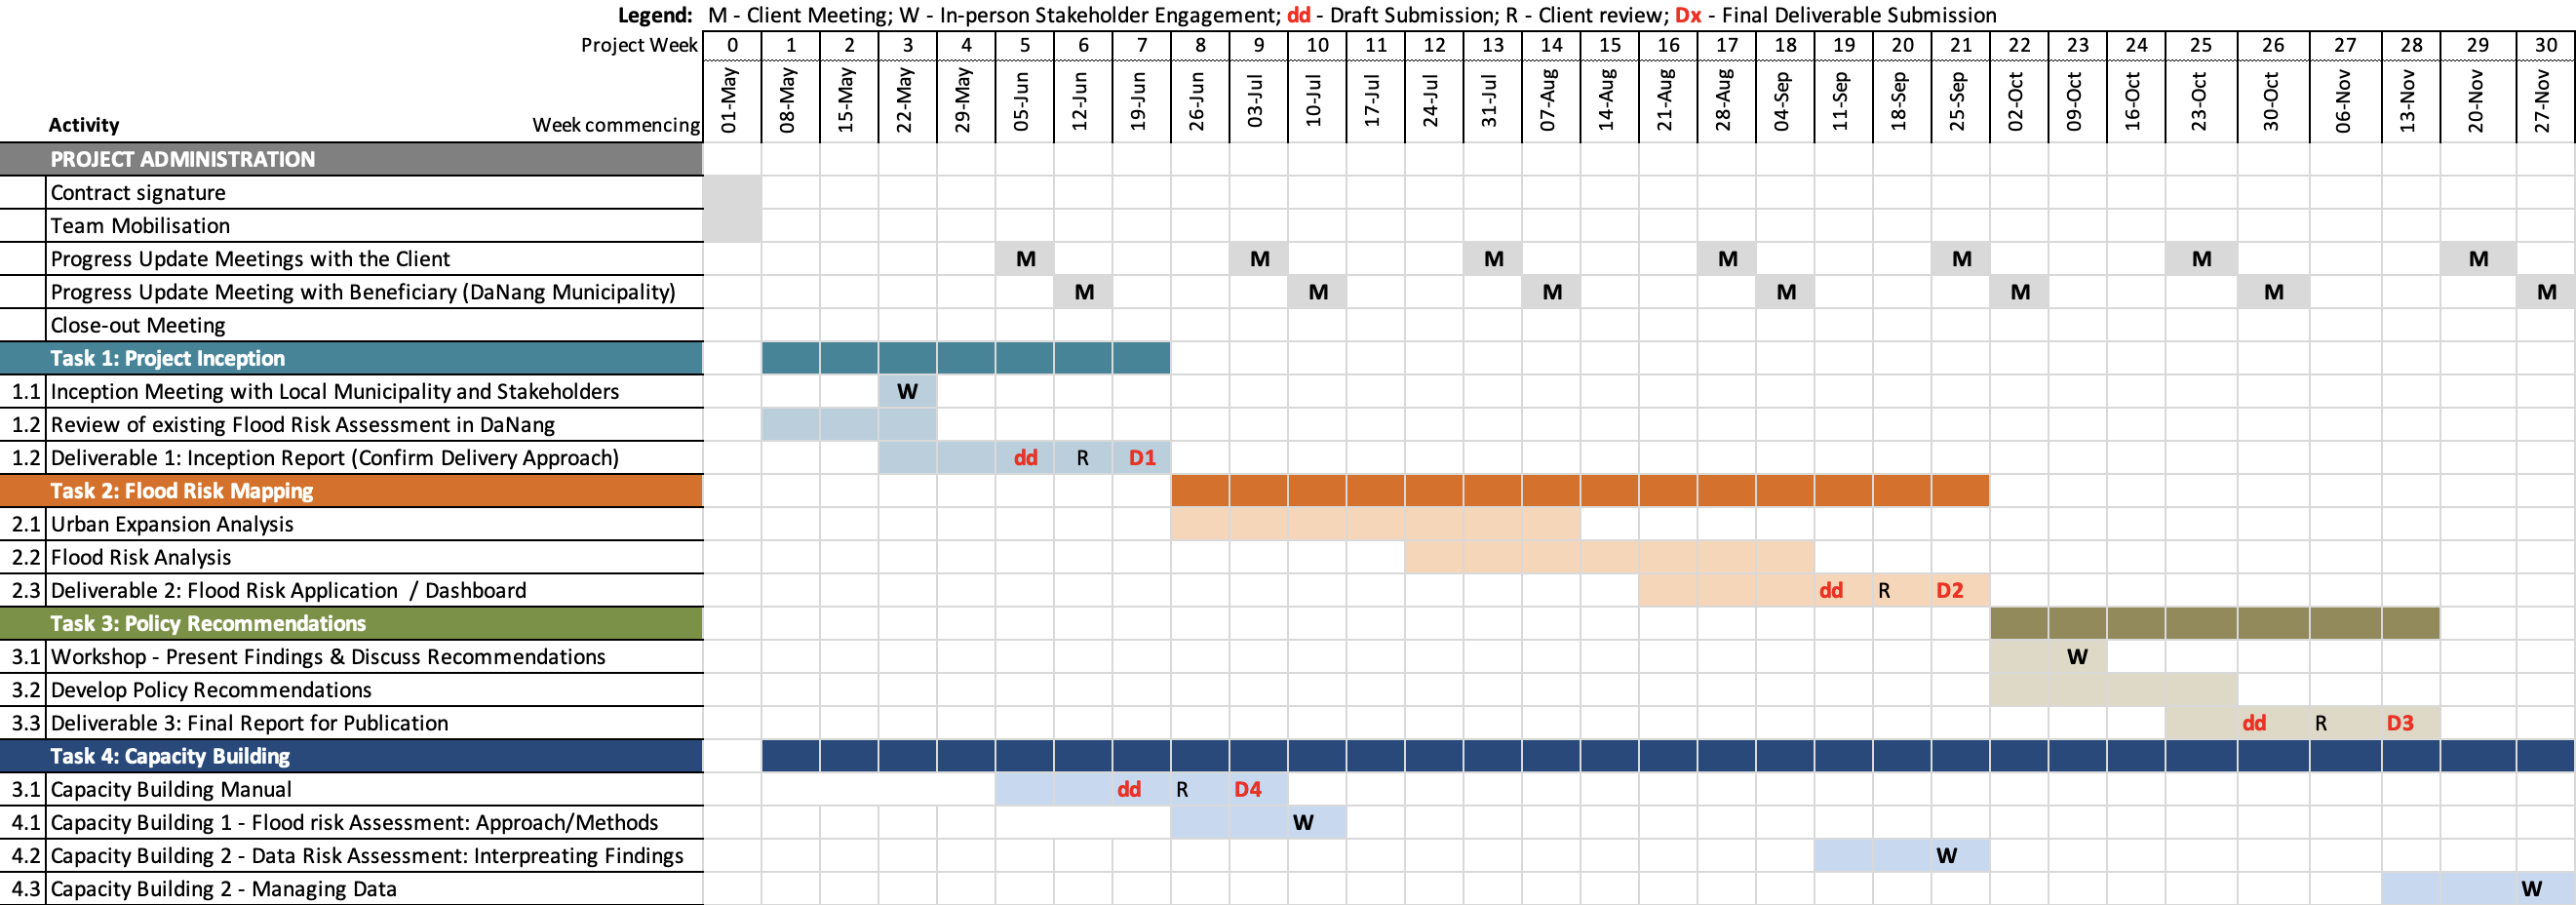 Legend: M - Client Meeting; W - In-person Stakeholder Engagement; dd - Draft Submission; R - Client review; Dx - Final Deliverable Submission
Project Week 0 1 2 3 4 5 6 7 8 9 10 11 12 13 14 15 16 17 18 19 20 21 22 23 24 25 26 27 28 29 30
Activity Week commencing 01-May 08-May 15-May 22-May 29-May 05-Jun 12-Jun 19-Jun 26-Jun 03-Jul 10-Jul 17-Jul 24-Jul 31-Jul 07-Aug 14-Aug 21-Aug 28-Aug 04-Sep 11-Sep 18-Sep 25-Sep 02-Oct 09-Oct 16-Oct 23-Oct 30-Oct 06-Nov 13-Nov 20-Nov 27-Nov
PROJECT ADMINISTRATION
Contract signature
Team Mobilisation
Progress Update Meetings with the Client M M M M M M M
Progress Update Meeting with Beneficiary (DaNang Municipality) M M M M M M M
Close-out Meeting
Task 1: Project Inception
1.1 Inception Meeting with Local Municipality and Stakeholders W
1.2 Review of existing Flood Risk Assessment in DaNang
1.2 Deliverable 1: Inception Report (Confirm Delivery Approach) dd R D1
Task 2: Flood Risk Mapping
2.1 Urban Expansion Analysis
2.2 Flood Risk Analysis
2.3 Deliverable 2: Flood Risk Application / Dashboard dd R D2
Task 3: Policy Recommendations
3.1 Workshop - Present Findings & Discuss Recommendations W
3.2 Develop Policy Recommendations
3.3 Deliverable 3: Final Report for Publication dd R D3
Task 4: Capacity Building
3.1 Capacity Building Manual dd R D4
4.1 Capacity Building 1 - Flood risk Assessment: Approach/Methods W
4.2 Capacity Building 2 - Data Risk Assessment: Interpreating Findings W
4.3 Capacity Building 2 - Managing Data W